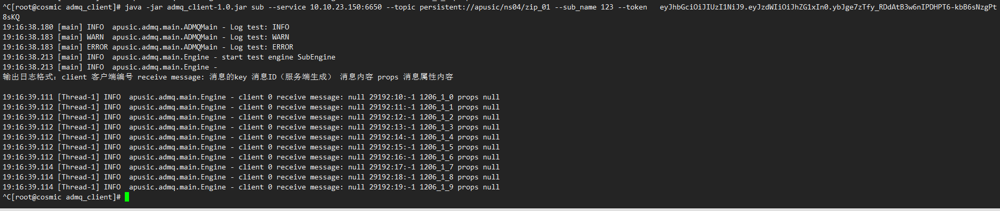 ^C[root@cosmic admq_client]# java -jar admq_client-1.0.jar sub --service 10.10.23.150:6650 --topic persistent://apusic/ns04/zip_01 --sub_name 123 --token   eyJhbGciOiJIUzI1NiJ9.eyJzdWIiOiJhZG1xIn0.ybJge7zTfy_RDdAtB3w6nIPDHPT6-kbB6sNzgPt
8sKQ
19:16:38.180 [main] INFO  apusic.admq.main.ADMQMain - Log test: INFO
19:16:38.183 [main] WARN  apusic.admq.main.ADMQMain - Log test: WARN
19:16:38.183 [main] ERROR apusic.admq.main.ADMQMain - Log test: ERROR
19:16:38.213 [main] INFO  apusic.admq.main.Engine - start test engine SubEngine
19:16:38.213 [main] INFO  apusic.admq.main.Engine -
输出日志格式: client 客户端编号 receive message: 消息的key 消息ID（服务端生成） 消息内容 props 消息属性内容
19:16:39.111 [Thread-1] INFO  apusic.admq.main.Engine - client 0 receive message: null 29192:10:-1 1206_1_0 props null
19:16:39.112 [Thread-1] INFO  apusic.admq.main.Engine - client 0 receive message: null 29192:11:-1 1206_1_1 props null
19:16:39.112 [Thread-1] INFO  apusic.admq.main.Engine - client 0 receive message: null 29192:12:-1 1206_1_2 props null
19:16:39.112 [Thread-1] INFO  apusic.admq.main.Engine - client 0 receive message: null 29192:13:-1 1206_1_3 props null
19:16:39.112 [Thread-1] INFO  apusic.admq.main.Engine - client 0 receive message: null 29192:14:-1 1206_1_4 props null
19:16:39.112 [Thread-1] INFO  apusic.admq.main.Engine - client 0 receive message: null 29192:15:-1 1206_1_5 props null
19:16:39.112 [Thread-1] INFO  apusic.admq.main.Engine - client 0 receive message: null 29192:16:-1 1206_1_6 props null
19:16:39.114 [Thread-1] INFO  apusic.admq.main.Engine - client 0 receive message: null 29192:17:-1 1206_1_7 props null
19:16:39.114 [Thread-1] INFO  apusic.admq.main.Engine - client 0 receive message: null 29192:18:-1 1206_1_8 props null
19:16:39.114 [Thread-1] INFO  apusic.admq.main.Engine - client 0 receive message: null 29192:19:-1 1206_1_9 props null
^C[root@cosmic admq_client]#